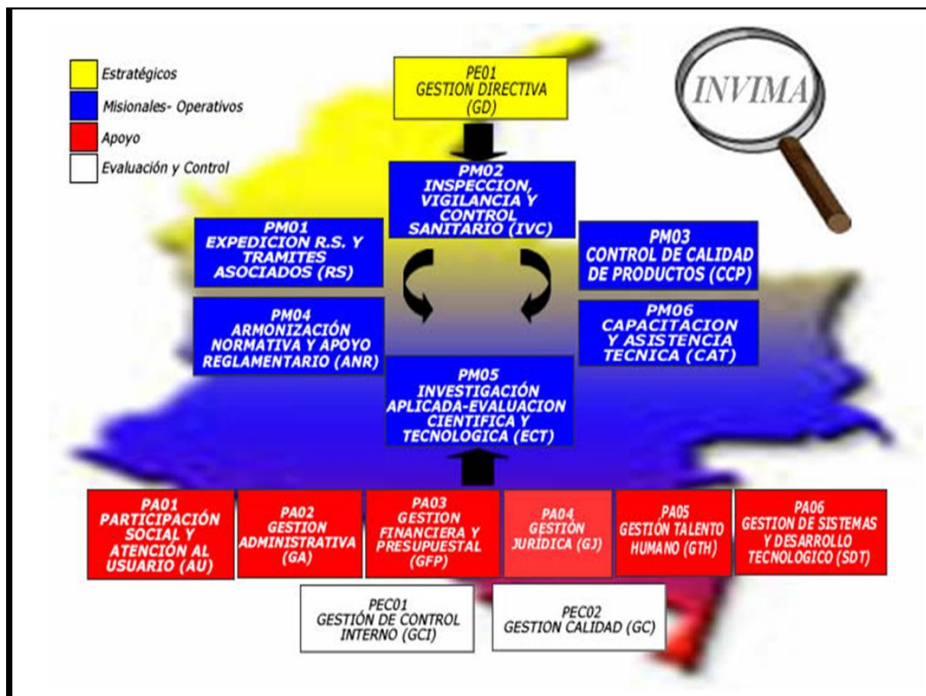 Estratégicos
Misionales- Operativos
Apoyo
Evaluación y Control
INVIMA
PE01
GESTION DIRECTIVA
(GD)
PM02
INSPECCION,
VIGILANCIA Y
CONTROL
SANITARIO (IVC)
PM01
EXPEDICION R.S. Y
TRAMITES
ASOCIADOS (RS)
PM03
CONTROL DE CALIDAD
DE PRODUCTOS (CCP)
PM04
ARMONIZACIÓN
NORMATIVA Y APOYO
REGLAMENTARIO (ANR)
PM06
CAPACITACION
Y ASISTENCIA
TECNICA (CAT)
PM05
INVESTIGACIÓN
APLICADA-EVALUACION
CIENTIFICA Y
TECNOLOGICA (ECT)
PA01
PARTICIPACIÓN
SOCIAL Y
ATENCIÓN AL
USUARIO (AU)
PA02
GESTION
ADMINISTRATIVA
(GA)
PA03
GESTION
FINANCIERA Y
PRESUPUESTAL
(GFP)
PA04
GESTIÓN
JURÍDICA (GJ)
PA05
GESTIÓN TALENTO
HUMANO (GTH)
PA06
GESTION DE SISTEMAS
Y DESARROLLO
TECNOLOGICO (SDT)
PEC01
GESTIÓN DE CONTROL
INTERNO (GCI)
PEC02
GESTION CALIDAD (GC)